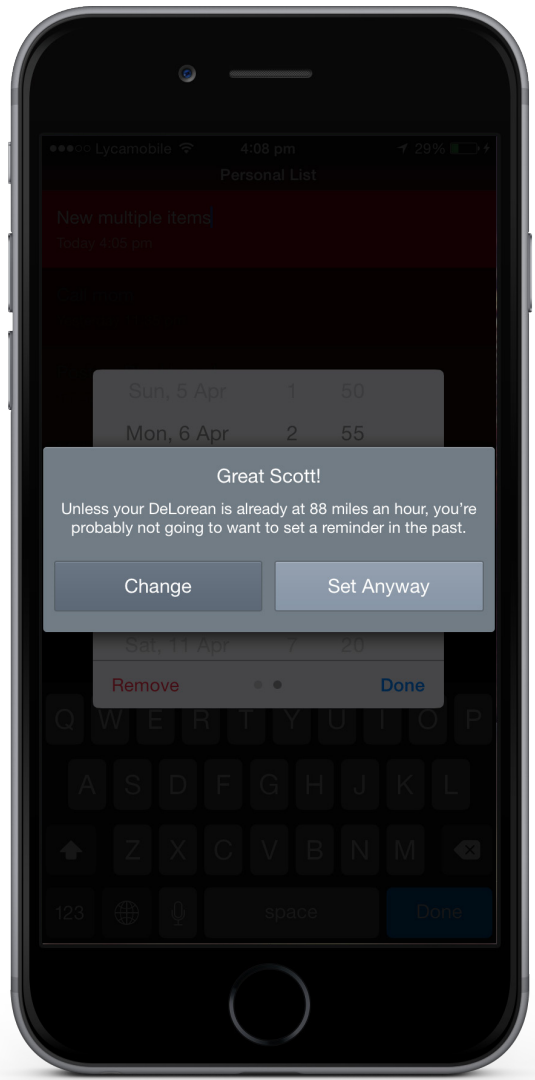 Lycamobile 4:08 pm 29%
Personal List
New multiple items
Today 4:05 pm
Sun, 5 Apr 1 50
Mon, 6 Apr 2 55
Great Scott!
Unless your DeLorean is already at 88 miles an hour, you're
probably not going to want to set a reminder in the past.
Change Set Anyway
Sat, 11 Apr 7 20
Remove Done
Q W E R T Y U I O P
A S D F G H J K L
Z X C V B N M
123 space Done